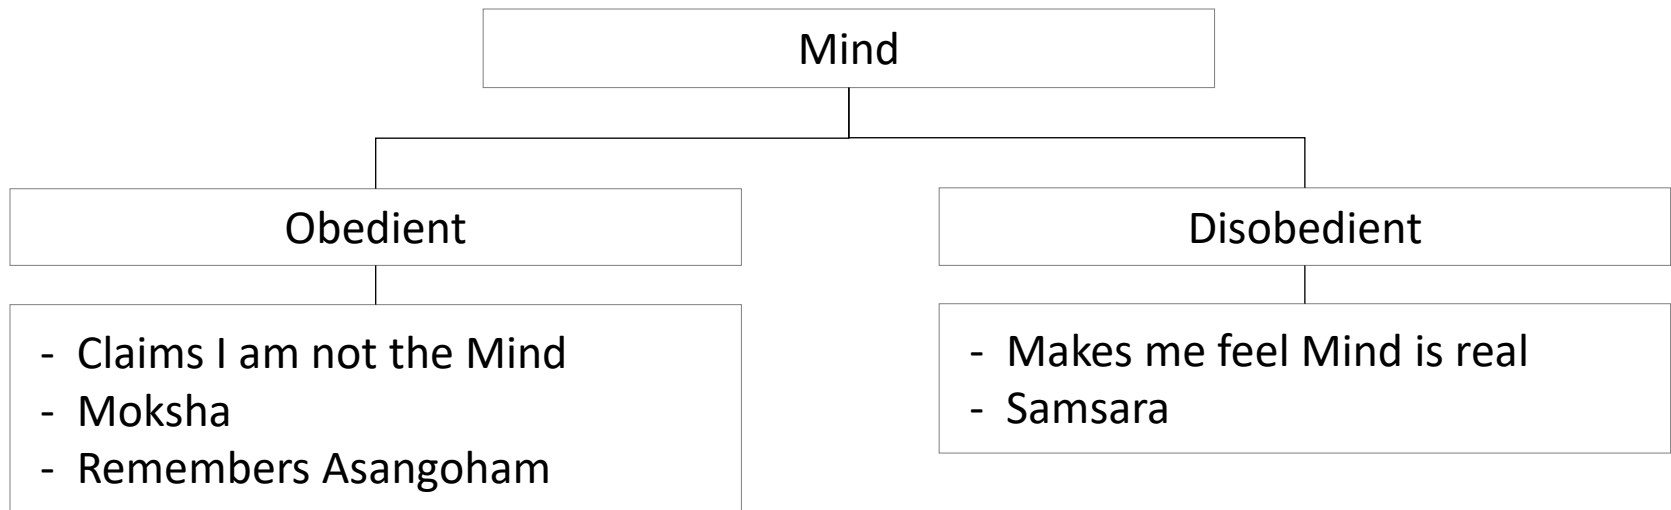 Mind
Obedient
- Claims I am not the Mind
- Moksha
- Remembers Asangoham
Disobedient
- Makes me feel Mind is real
- Samsara